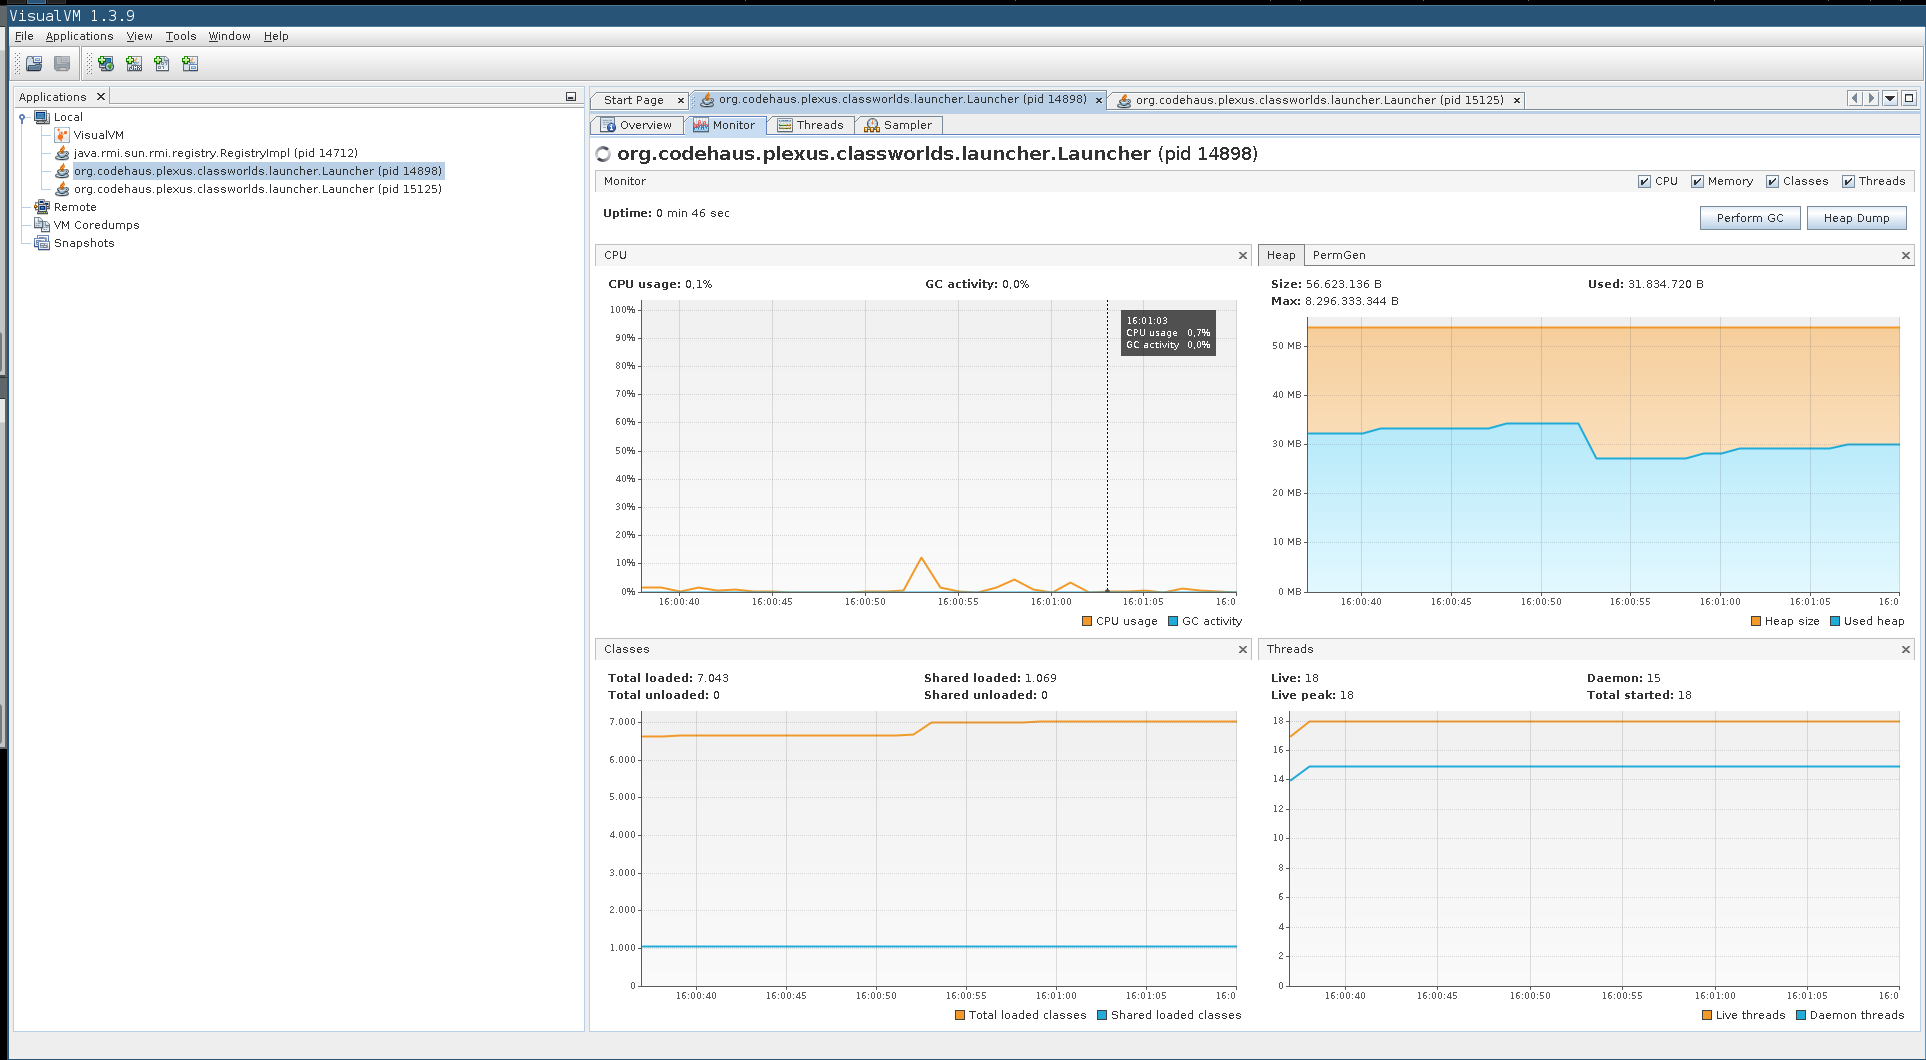 VisualVM 1.3.9
File Applications View Tools Window Help
Applications
Local
VisualVM
java.rmi.sun.rmi.registry.RegistryImpl (pid 14712)
org.codehaus.plexus.classworlds.launcher.Launcher (pid 14898)
org.codehaus.plexus.classworlds.launcher.Launcher (pid 15125)
Remote
VM Coredumps
Snapshots
Start Page org.codehaus.plexus.classworlds.launcher.Launcher (pid 14898) org.codehaus.plexus.classworlds.launcher.Launcher (pid 15125)
Overview Monitor Threads Sampler
org.codehaus.plexus.classworlds.launcher.Launcher (pid 14898)
Monitor CPU Memory Classes Threads
Uptime: 0 min 46 sec
Perform GC Heap Dump
CPU
CPU usage: 0,1% GC activity: 0,0%
100%
90%
80%
70%
60%
50%
40%
30%
20%
10%
0%
16:01:03
CPU usage 0,7%
GC activity 0,0%
16:00:40 16:00:45 16:00:50 16:00:55 16:01:00 16:01:05 16:0
CPU usage GC activity
Heap PermGen
Size: 56.623.136 B Used: 31.834.720 B
Max: 8.296.333.344 B
50 MB
40 MB
30 MB
20 MB
10 MB
0 MB
16:00:40 16:00:45 16:00:50 16:00:55 16:01:00 16:01:05 16:0
Heap size Used heap
Classes
Total loaded: 7.043 Shared loaded: 1.069
Total unloaded: 0 Shared unloaded: 0
7.000
6.000
5.000
4.000
3.000
2.000
1.000
0
16:00:40 16:00:45 16:00:50 16:00:55 16:01:00 16:01:05 16:0
Total loaded classes Shared loaded classes
Threads
Live: 18 Daemon: 15
Live peak: 18 Total started: 18
18
16
14
12
10
8
6
4
2
0
16:00:40 16:00:45 16:00:50 16:00:55 16:01:00 16:01:05 16:0
Live threads Daemon threads